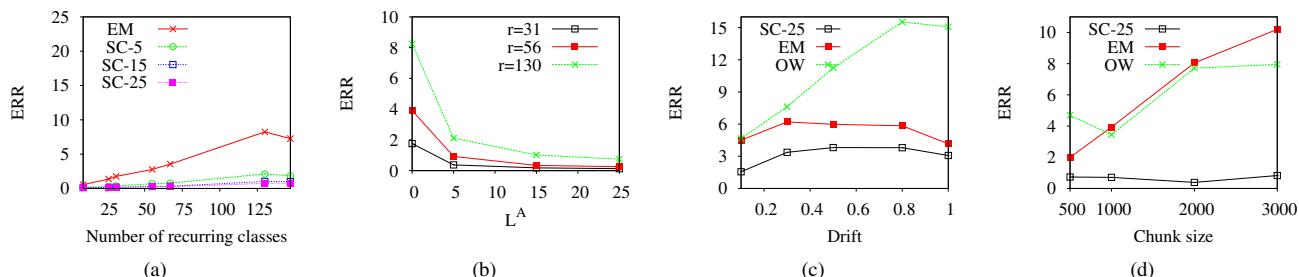 ERR
25
20
15
10
5
0
EM
SC-5
SC-15
SC-25
25 50 75 100 125
Number of recurring classes
(a)
ERR
10
8
6
4
2
0
r=31
r=56
r=130
0 5 10 15 20 25
L^A
(b)
ERR
15
12
9
6
3
0
SC-25
EM
OW
0.2 0.4 0.6 0.8 1
Drift
(c)
ERR
10
8
6
4
2
0
SC-25
EM
OW
500 1000 2000 3000
Chunk size
(d)